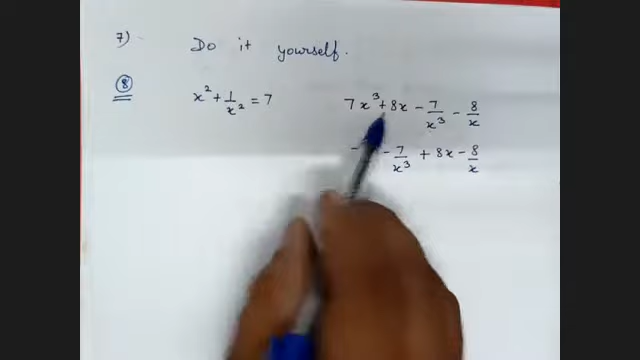 7) Do it yourself.
⑧ x² + 1/x² = 7 7x³ + 8x - 7/x³ - 8/x
- 7/x³ + 8x - 8/x